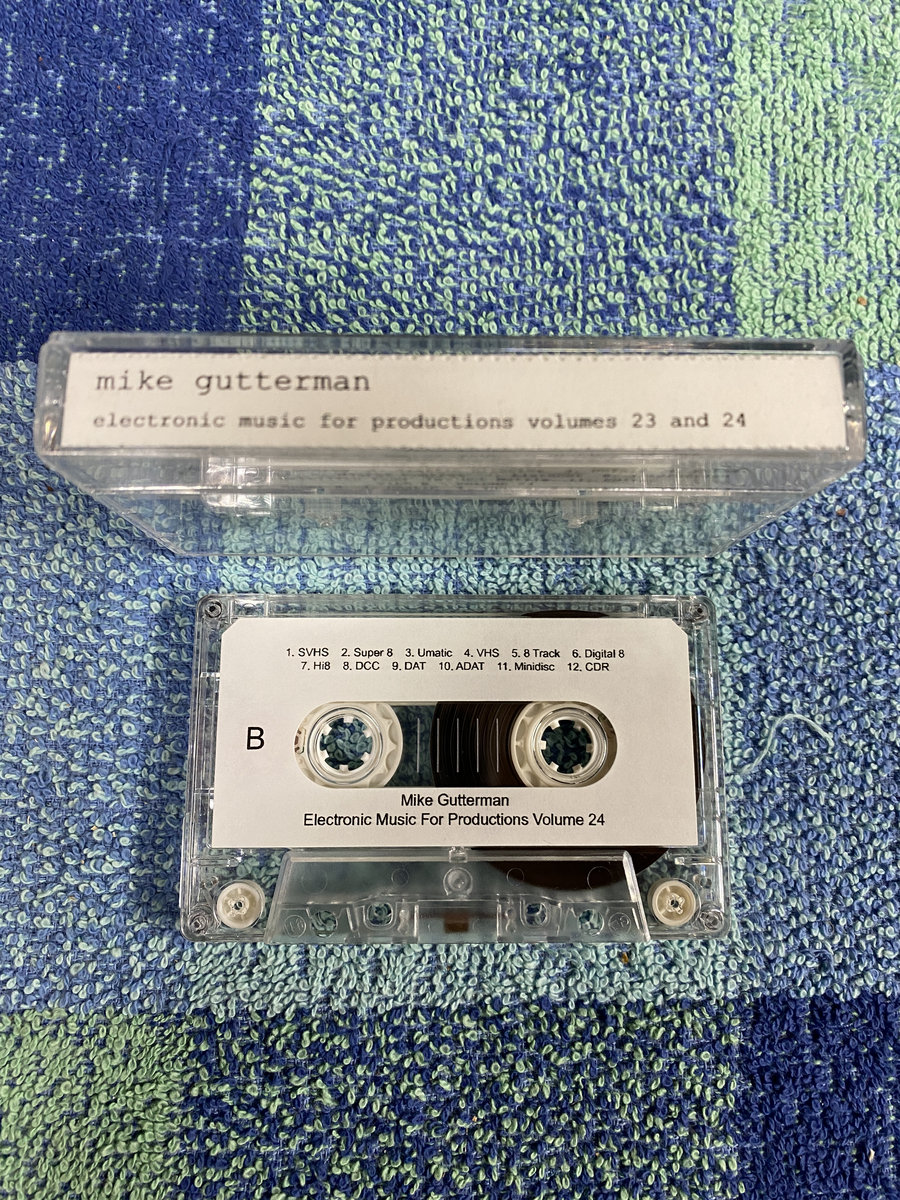 mike gutterman
electronic music for productions volumes 23 and 24
1. SVHS 2. Super 8 3. Umatic 4. VHS 5. 8 Track 6. Digital 8
7. Hi8 8. DCC 9. DAT 10. ADAT 11. Minidisc 12. CDR
B
Mike Gutterman
Electronic Music For Productions Volume 24